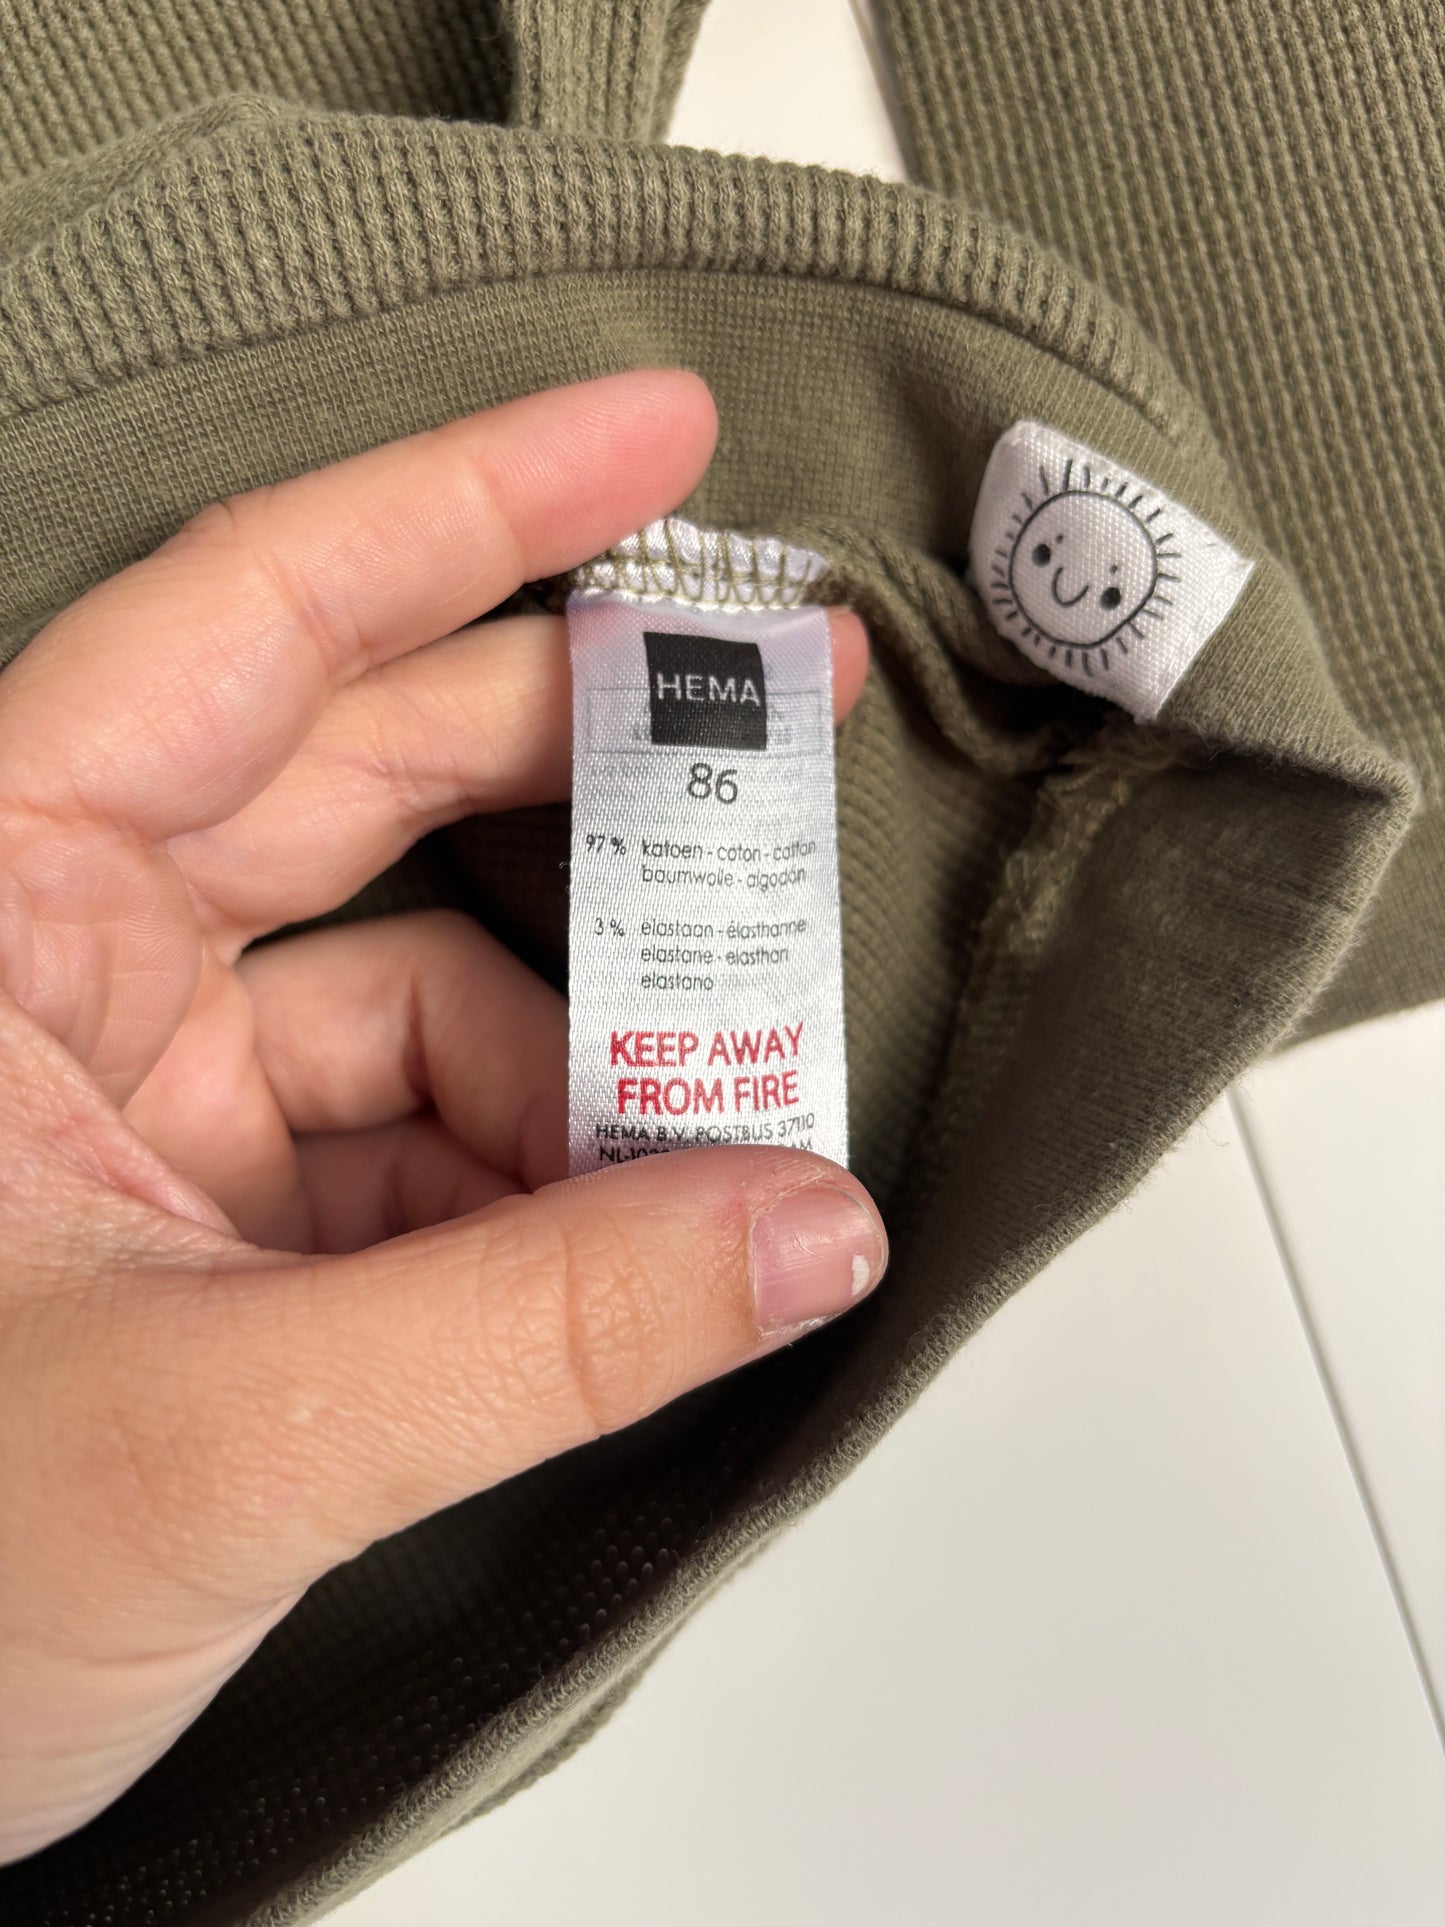 HEMA
86
97% katoen - coton - cotton
baumwolle - algodón
3% elastaan - élasthanne
elastane - elasthan
elastano
KEEP AWAY
FROM FIRE
HEMA B.V. POSTBUS 37110